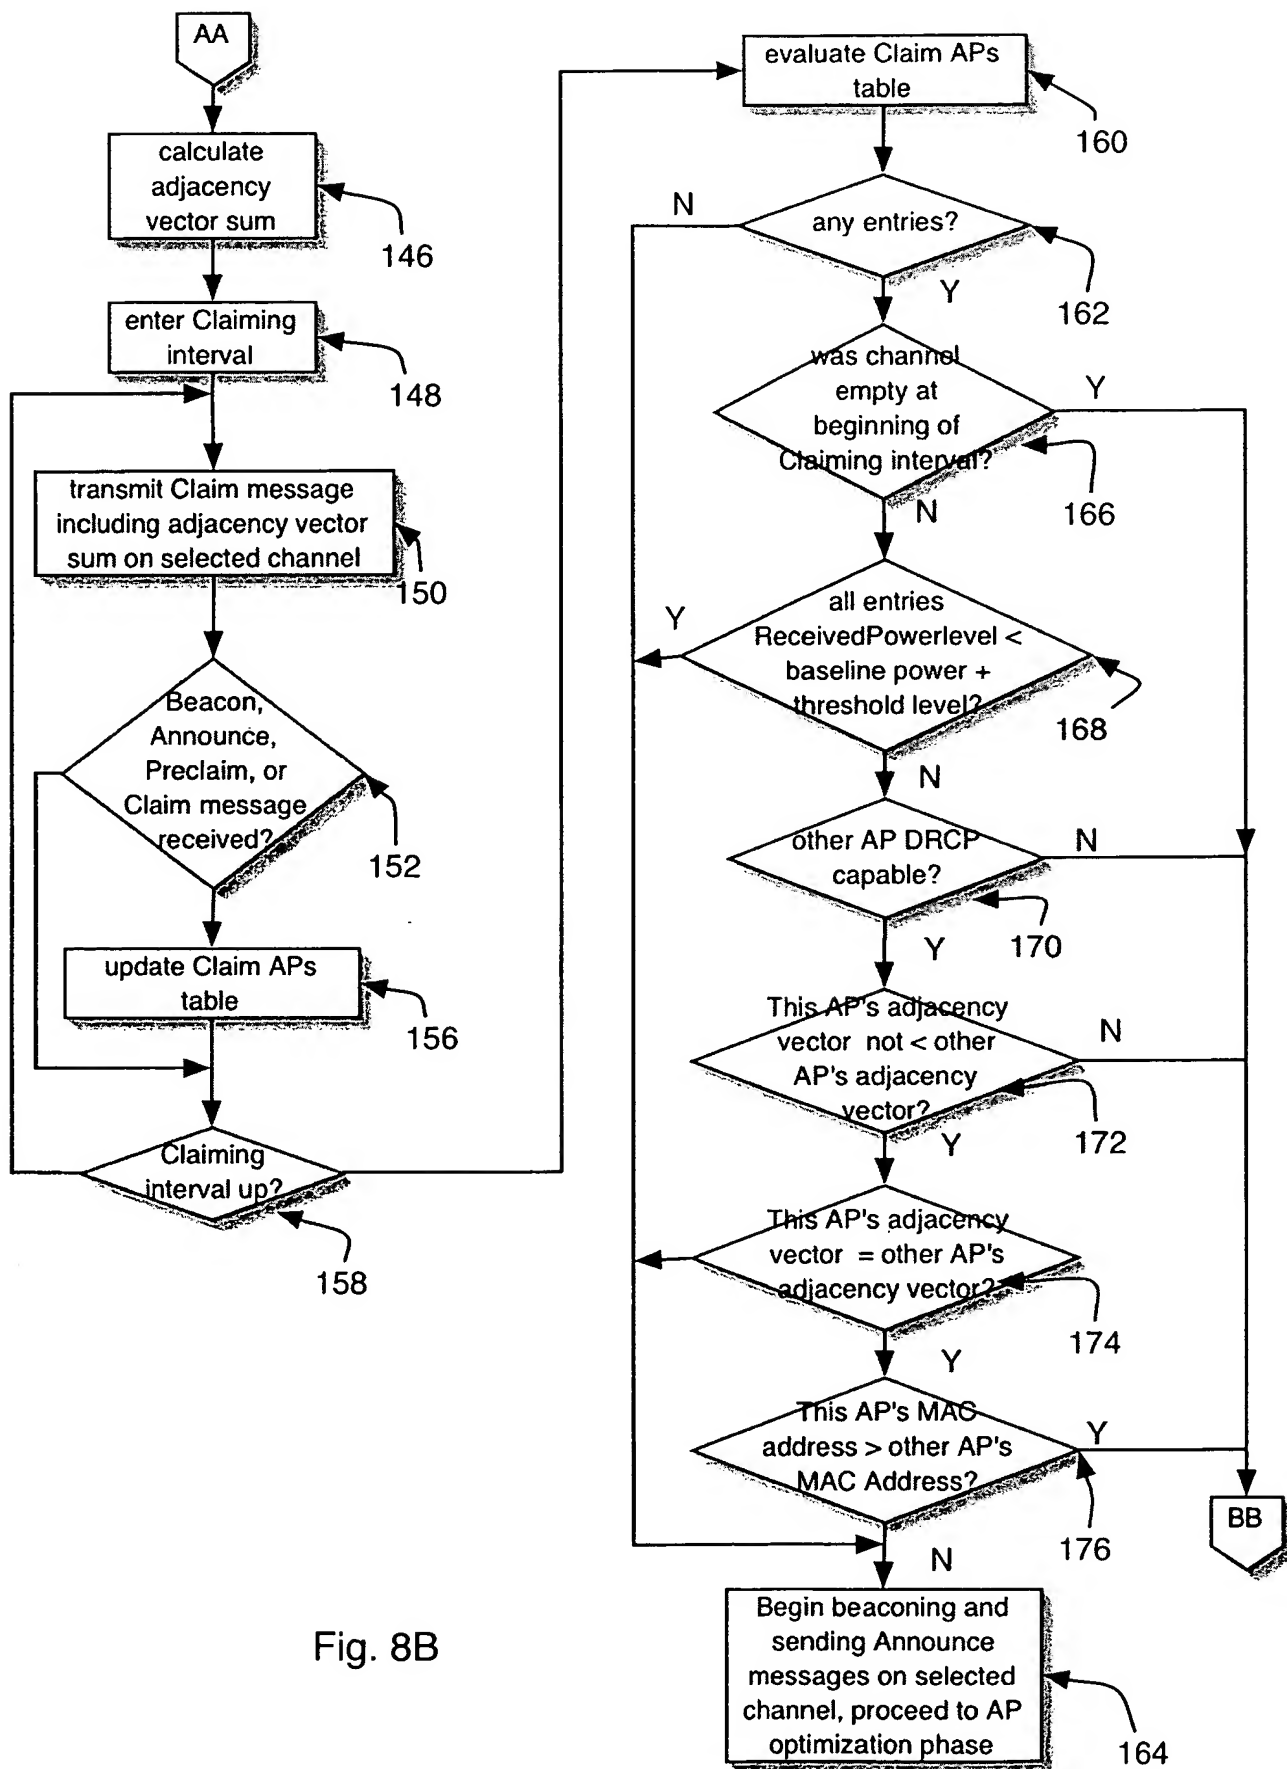 AA
calculate
adjacency
vector sum
146
enter Claiming
interval
148
transmit Claim message
including adjacency vector
sum on selected channel
150
Beacon,
Announce,
Preclaim, or
Claim message
received?
152
update Claim APs
table
156
Claiming
interval up?
158
evaluate Claim APs
table
160
N
any entries?
162
Y
was channel
empty at
beginning of
Claiming interval?
Y
166
N
all entries
ReceivedPowerlevel <
baseline power +
threshold level?
Y
168
N
other AP DRCP
capable?
N
170
Y
This AP's adjacency
vector not < other
AP's adjacency
vector?
N
172
Y
This AP's adjacency
vector = other AP's
adjacency vector?
174
Y
This AP's MAC
address > other AP's
MAC Address?
Y
176
BB
N
Begin beaconing and
sending Announce
messages on selected
channel, proceed to AP
optimization phase
164
Fig. 8B